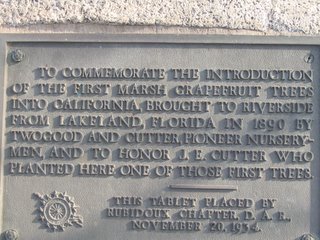 TO COMMEMORATE THE INTRODUCTION
OF THE FIRST MARSH GRAPEFRUIT TREES
INTO CALIFORNIA, BROUGHT TO RIVERSIDE
FROM LAKELAND, FLORIDA IN 1890 BY
TWOGOOD AND CUTTER, PIONEER NURSERY-
MEN, AND TO HONOR J. E. CUTTER WHO
PLANTED HERE ONE OF THOSE FIRST TREES.
THIS TABLET PLACED BY
RUBIDOUX CHAPTER, D. A. R.,
NOVEMBER 20, 1934.